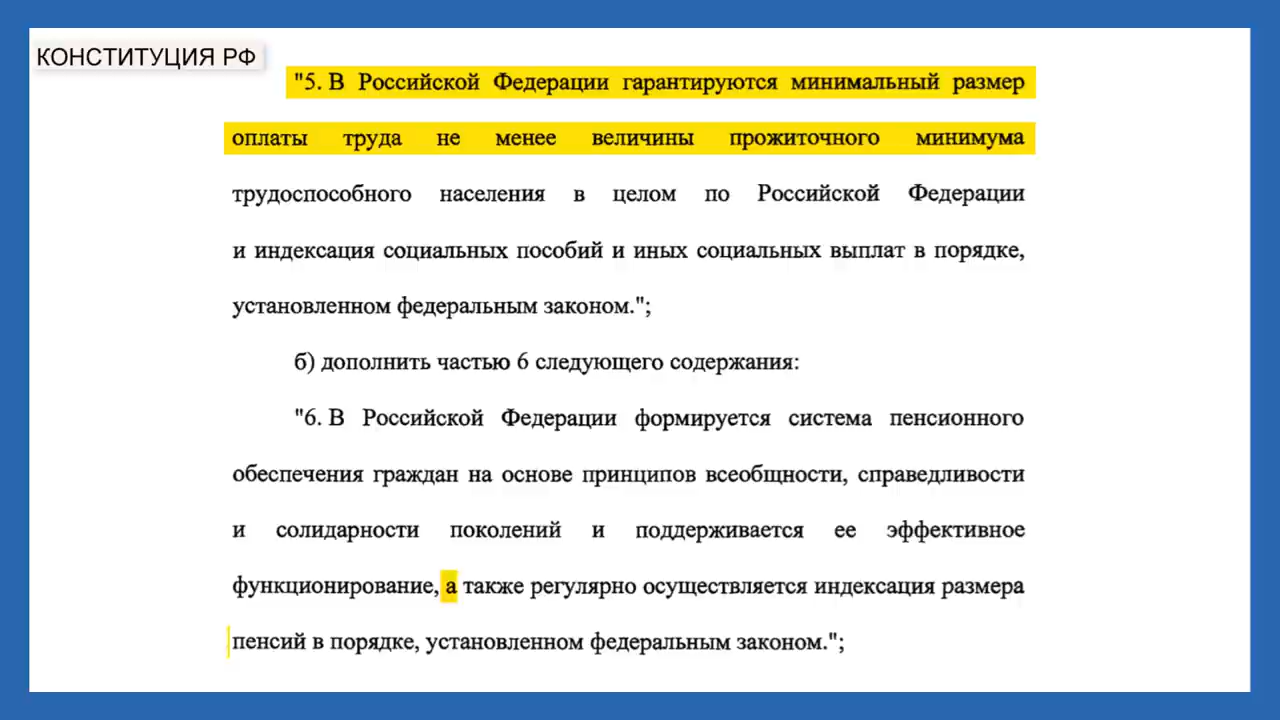 КОНСТИТУЦИЯ РФ
"5. В Российской Федерации гарантируются минимальный размер
оплаты труда не менее величины прожиточного минимума
трудоспособного населения в целом по Российской Федерации
и индексация социальных пособий и иных социальных выплат в порядке,
установленном федеральным законом.";
б) дополнить частью 6 следующего содержания:
"6. В Российской Федерации формируется система пенсионного
обеспечения граждан на основе принципов всеобщности, справедливости
и солидарности поколений и поддерживается ее эффективное
функционирование, а также регулярно осуществляется индексация размера
пенсий в порядке, установленном федеральным законом.";